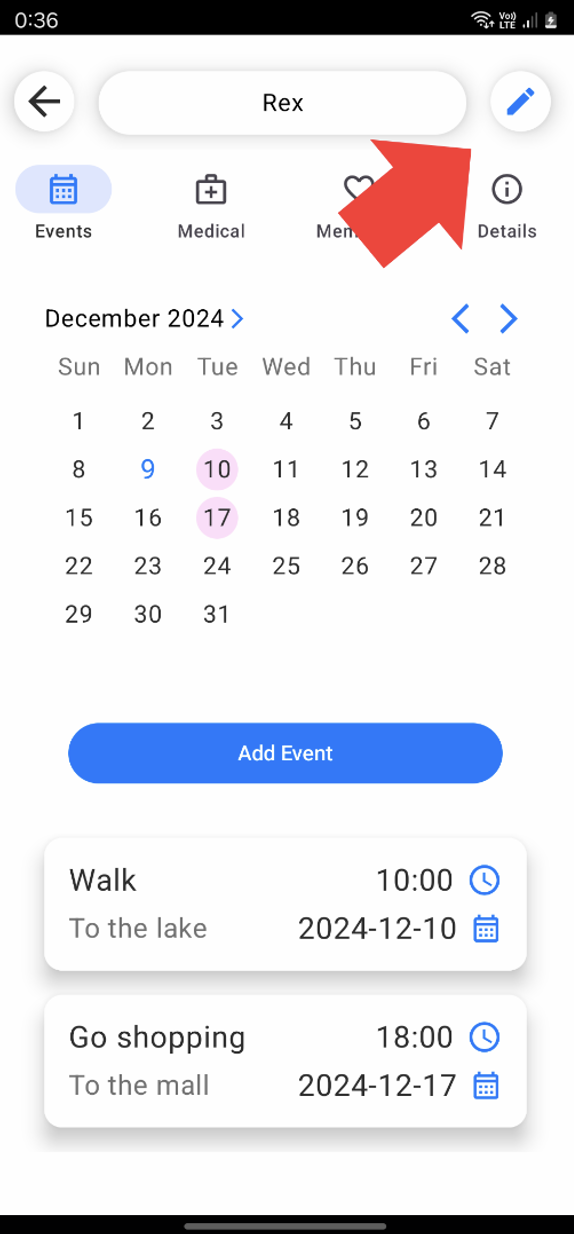 0:36
Vo))
LTE
Rex
Events Medical Details
December 2024
Sun Mon Tue Wed Thu Fri Sat
1 2 3 4 5 6 7
8 9 10 11 12 13 14
15 16 17 18 19 20 21
22 23 24 25 26 27 28
29 30 31
Add Event
Walk 10:00
To the lake 2024-12-10
Go shopping 18:00
To the mall 2024-12-17